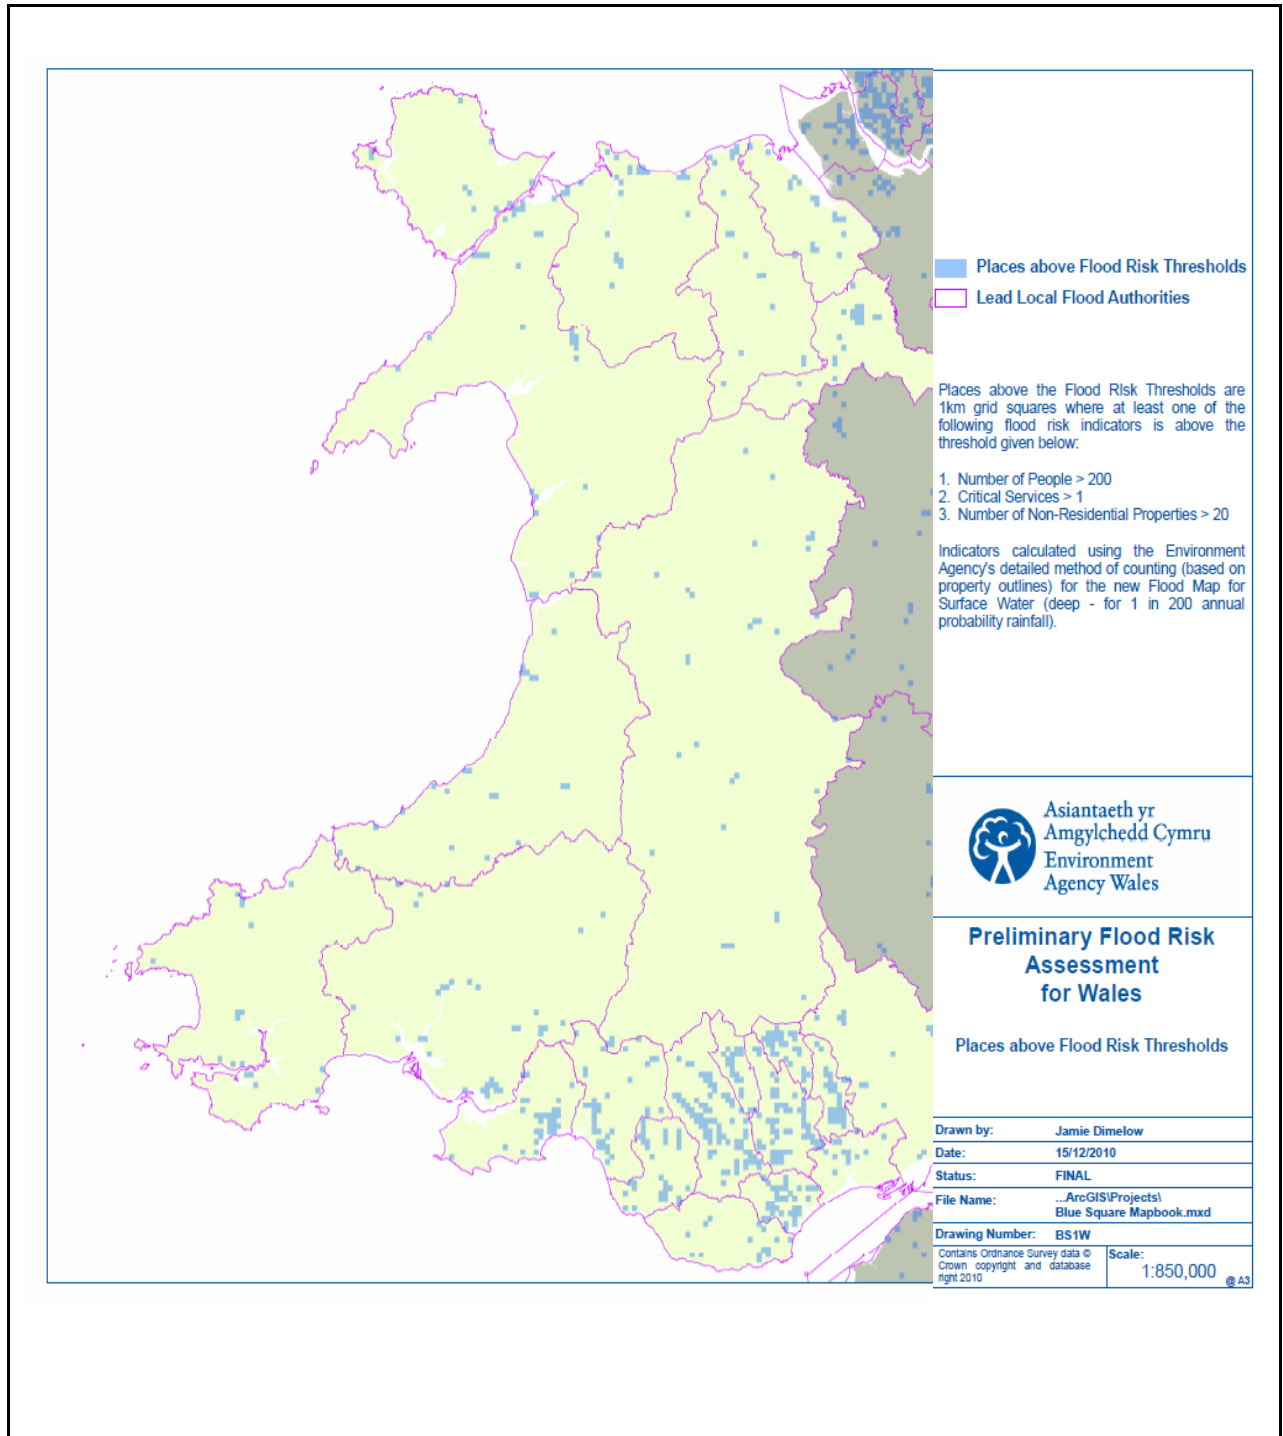 Places above Flood Risk Thresholds
Lead Local Flood Authorities
Places above the Flood RIsk Thresholds are
1km grid squares where at least one of the
following flood risk indicators is above the
threshold given below:
1. Number of People > 200
2. Critical Services > 1
3. Number of Non-Residential Properties > 20
Indicators calculated using the Environment
Agency's detailed method of counting (based on
property outlines) for the new Flood Map for
Surface Water (deep - for 1 in 200 annual
probability rainfall).
Asiantaeth yr
Amgylchedd Cymru
Environment
Agency Wales
Preliminary Flood Risk
Assessment
for Wales
Places above Flood Risk Thresholds
Drawn by: Jamie Dimelow
Date: 15/12/2010
Status: FINAL
File Name: ...ArcGIS\Projects\
Blue Square Mapbook.mxd
Drawing Number: BS1W
Contains Ordnance Survey data ©
Crown copyright and database
right 2010
Scale:
1:850,000 @ A3